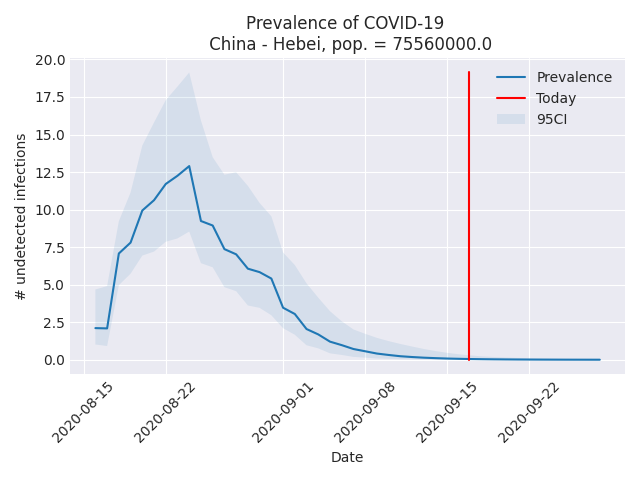 Prevalence of COVID-19
China - Hebei, pop. = 75560000.0
20.0
17.5
15.0
12.5
10.0
7.5
5.0
2.5
0.0
# undetected infections
Prevalence
Today
95CI
2020-08-15
2020-08-22
2020-09-01
2020-09-08
2020-09-15
2020-09-22
Date